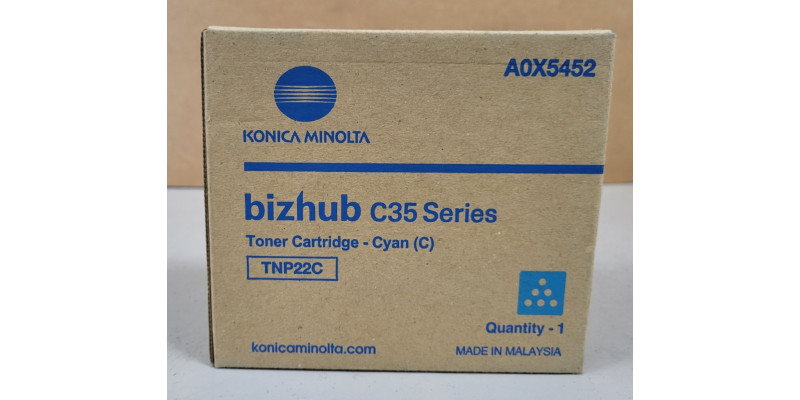 A0X5452
KONICA MINOLTA
bizhub C35 Series
Toner Cartridge - Cyan (C)
TNP22C
Quantity - 1
konicaminolta.com MADE IN MALAYSIA